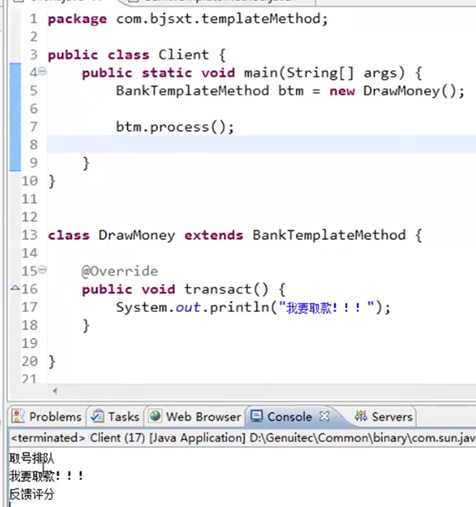 1 package com.bjsxt.templateMethod;
2
3 public class Client {
4 public static void main(String[] args) {
5 BankTemplateMethod btm = new DrawMoney();
6
7 btm.process();
8
9 }
10 }
11
12
13 class DrawMoney extends BankTemplateMethod {
14
15 @Override
16 public void transact() {
17 System.out.println("我要取款!!!");
18 }
19
20 }
21
Problems Tasks Web Browser Console Servers
<terminated> Client (17) [Java Application] D:\Genuitec\Common\binary\com.sun.jav
取号排队
我要取款!!!
反馈评分